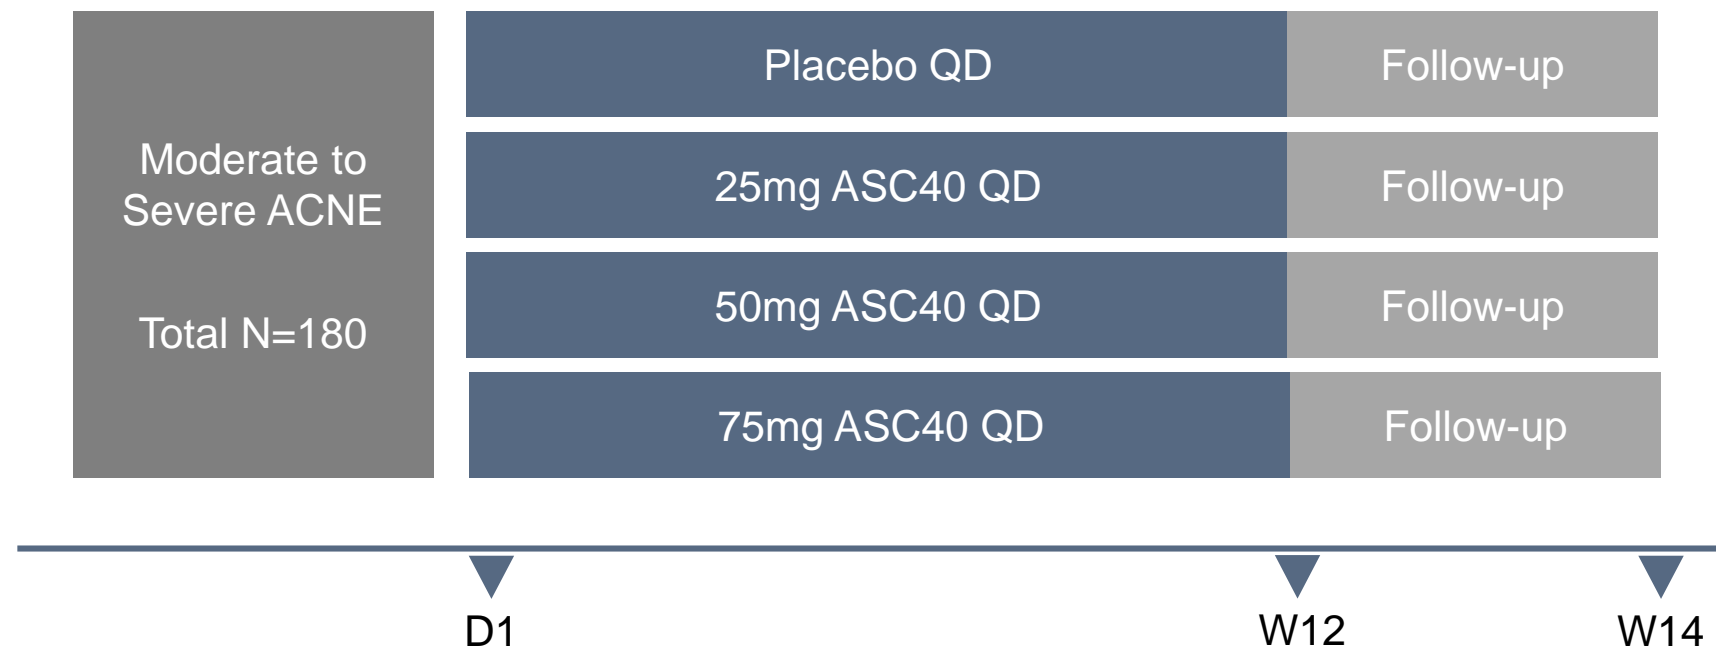 Moderate to
Severe ACNE
Total N=180
Placebo QD
Follow-up
25mg ASC40 QD
Follow-up
50mg ASC40 QD
Follow-up
75mg ASC40 QD
Follow-up
D1
W12
W14